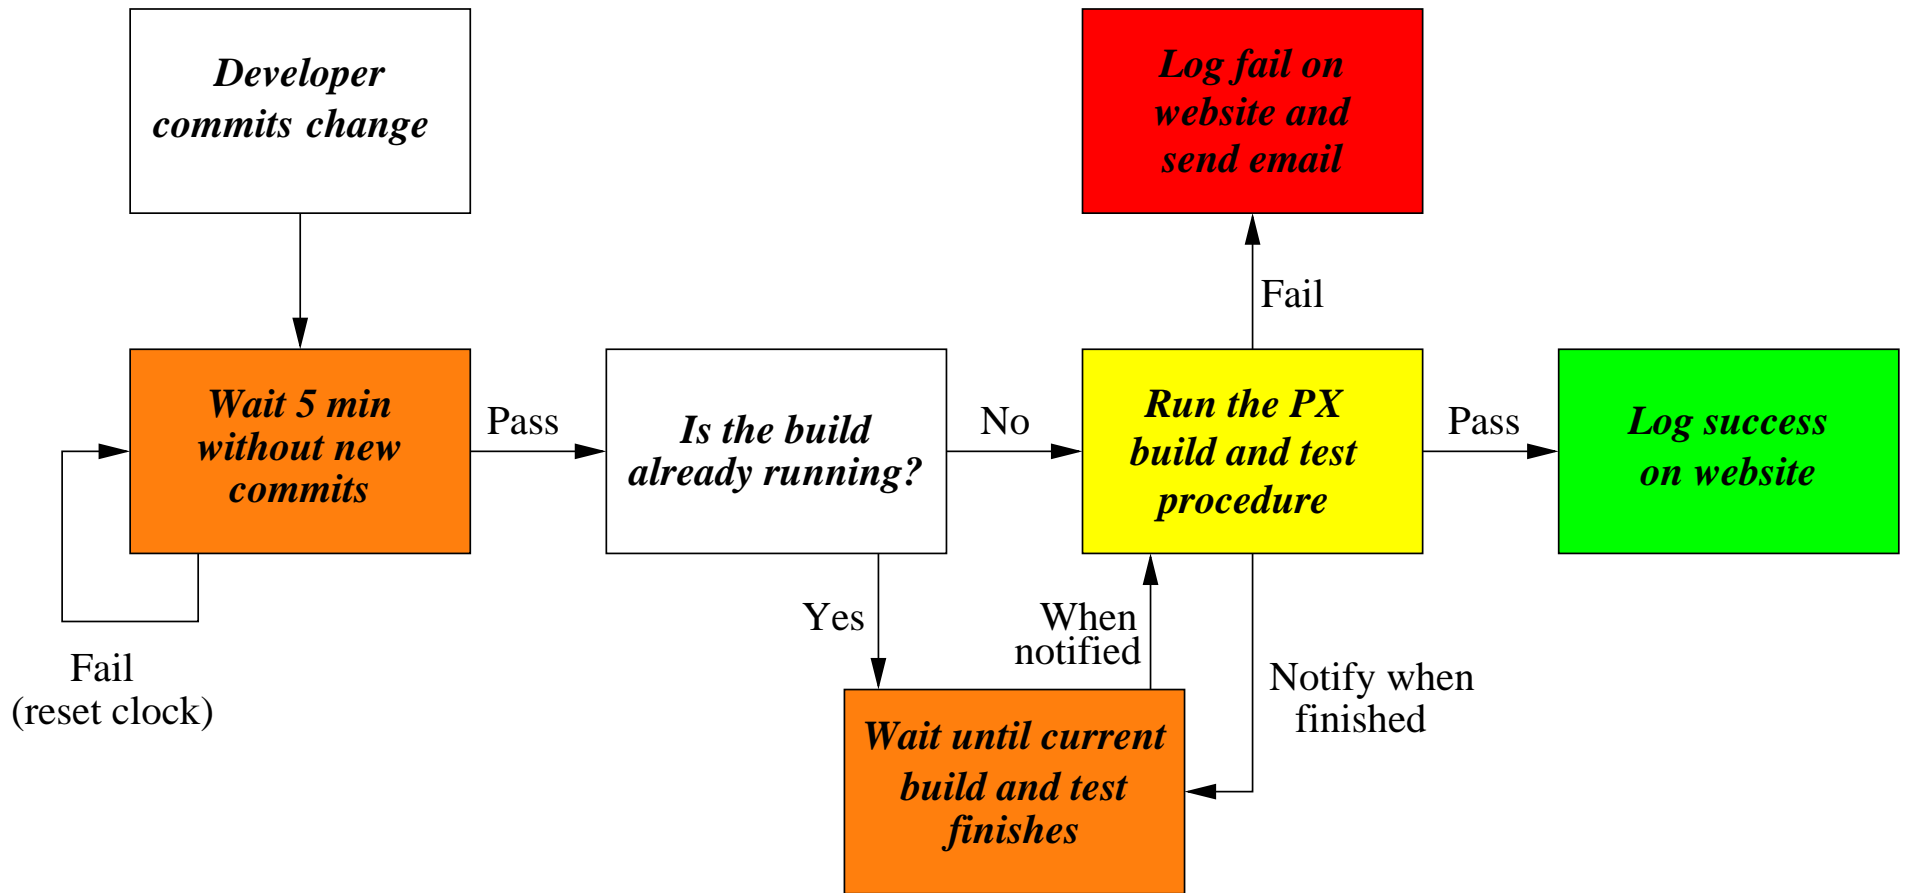 Developer
commits change
Log fail on
website and
send email
Fail
Wait 5 min
without new
commits
Pass
Is the build
already running?
No
Run the PX
build and test
procedure
Pass
Log success
on website
Fail
(reset clock)
Yes
When
notified
Notify when
finished
Wait until current
build and test
finishes